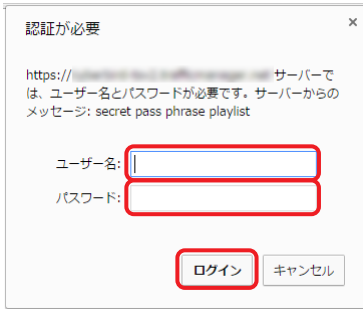 認証が必要
×
https:// サーバーで
は、ユーザー名とパスワードが必要です。サーバーからの
メッセージ: secret pass phrase playlist
ユーザー名:
パスワード:
ログイン キャンセル